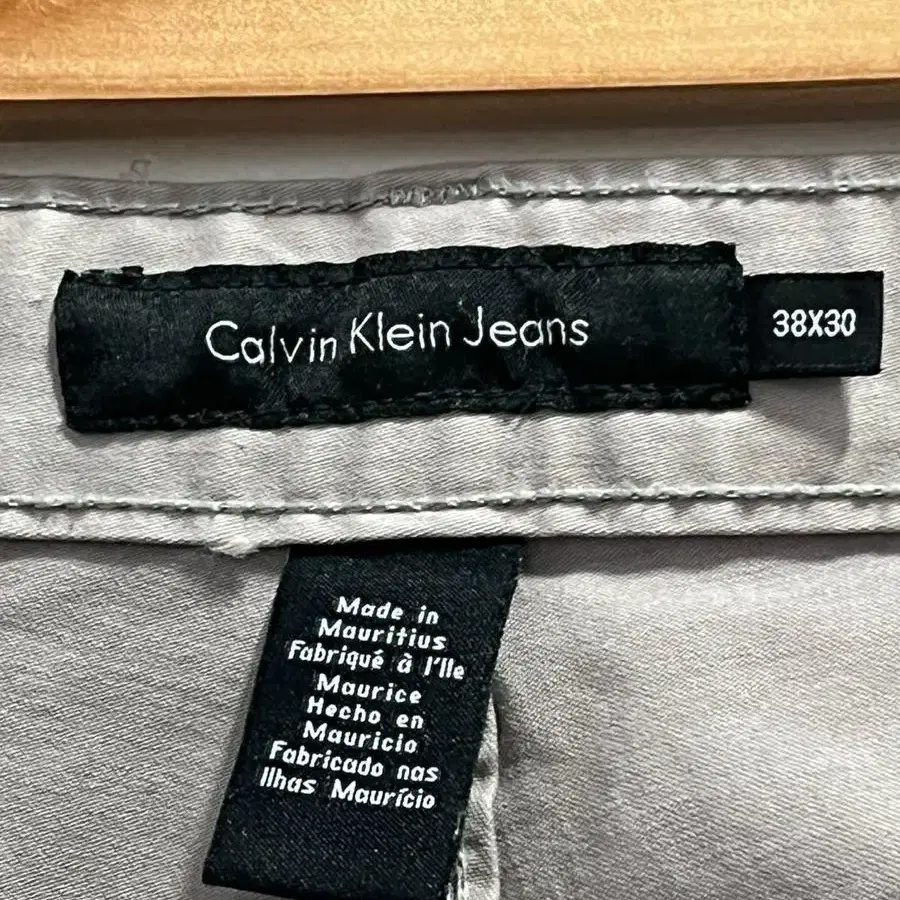 Calvin Klein Jeans
38X30
Made in
Mauritius
Fabriqué à l'Ile
Maurice
Hecho en
Mauricio
Fabricado nas
Ilhas Maurício